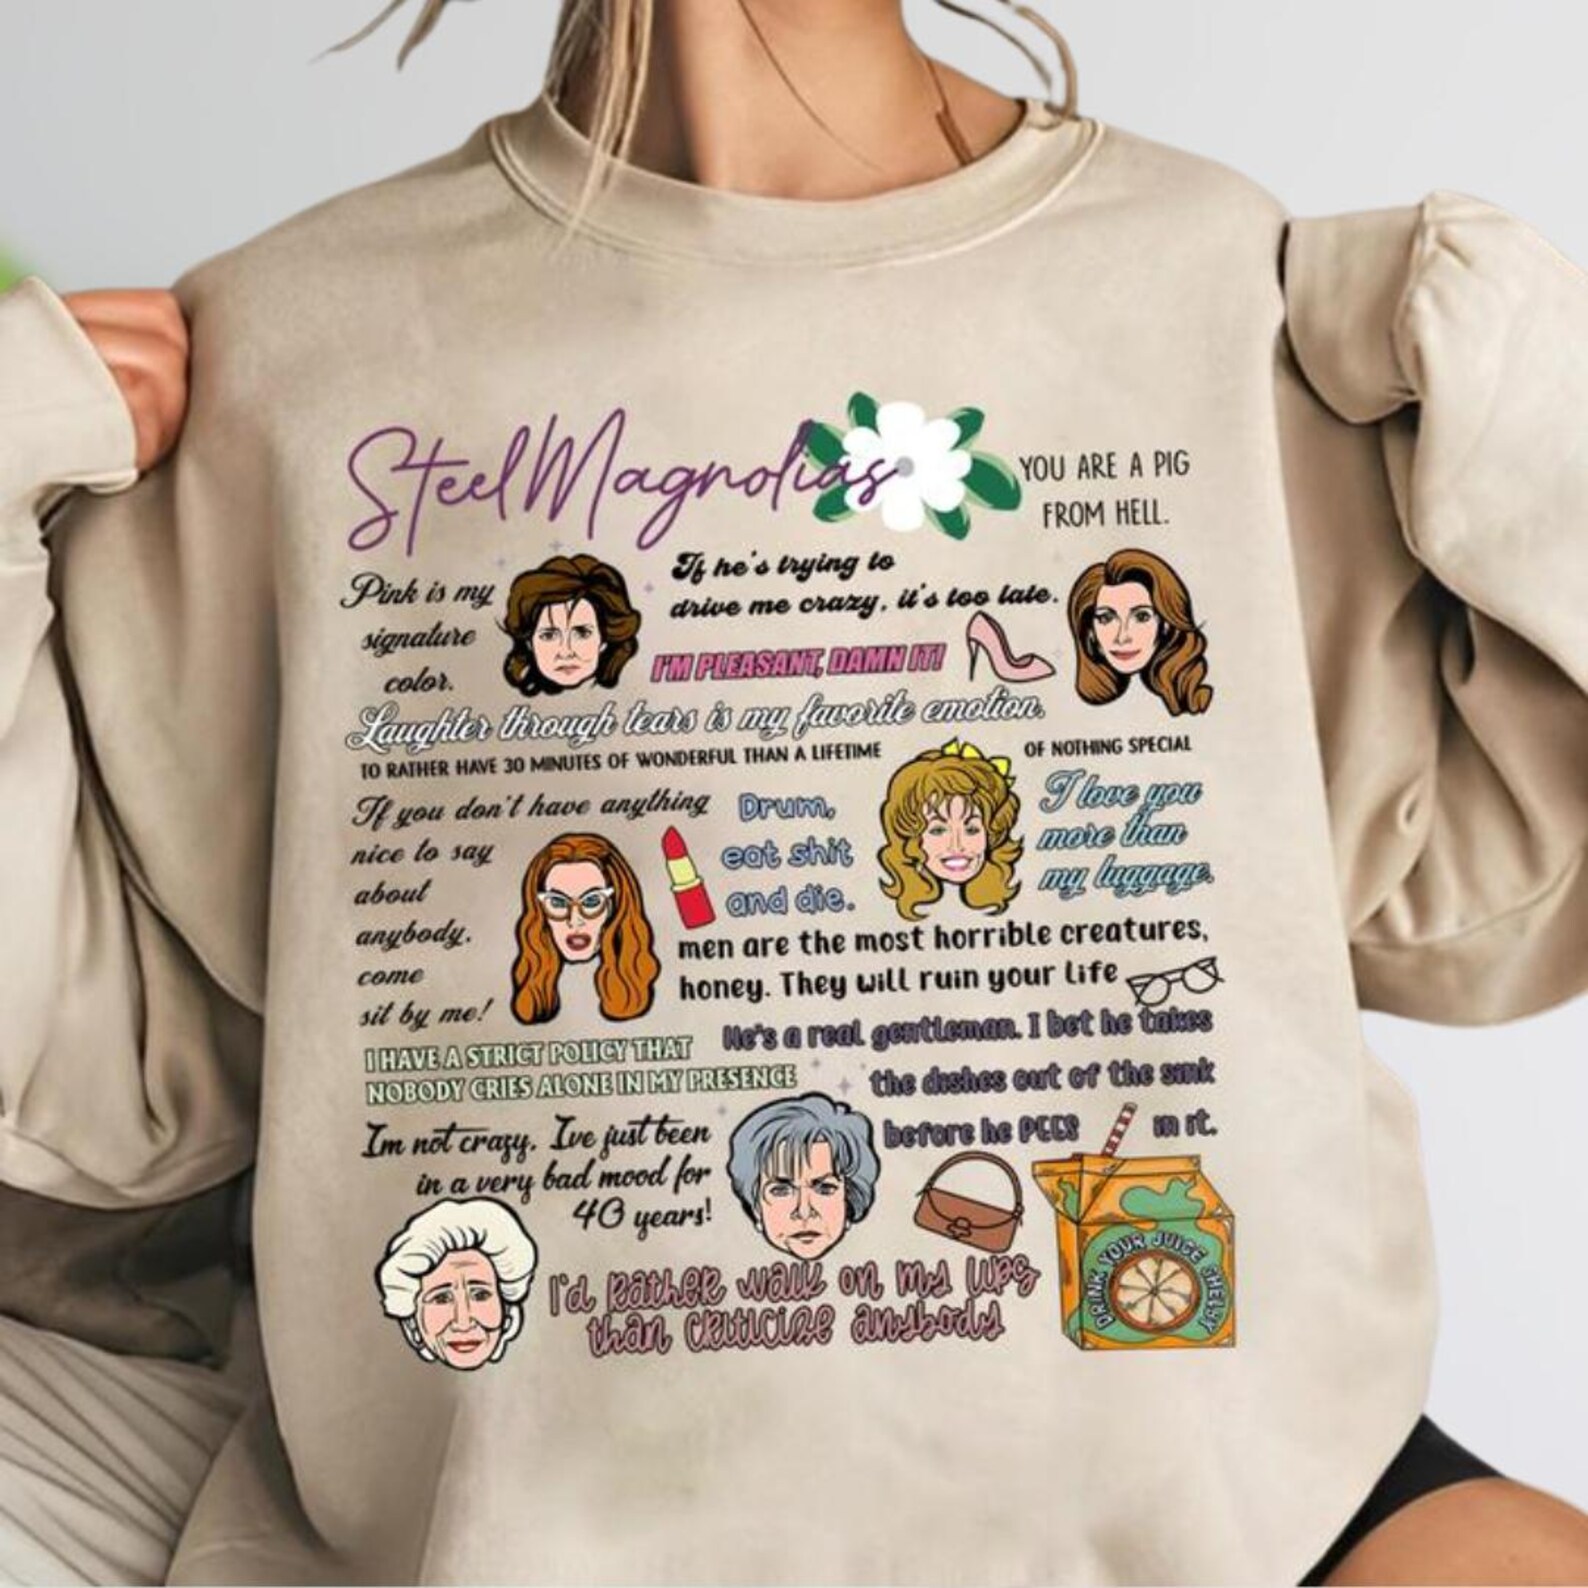 Steel Magnolias
YOU ARE A PIG
FROM HELL.
Pink is my
signature
color.
If he's trying to
drive me crazy, it's too late.
I'M PLEASANT, DAMN IT!
Laughter through tears is my favorite emotion.
TO RATHER HAVE 30 MINUTES OF WONDERFUL THAN A LIFETIME OF NOTHING SPECIAL
If you don't have anything
nice to say
about
anybody,
come
sit by me!
Drum,
eat shit
and die.
I love you
more than
my luggage.
men are the most horrible creatures,
honey. They will ruin your life
I HAVE A STRICT POLICY THAT
NOBODY CRIES ALONE IN MY PRESENCE
He's a real gentleman. I bet he takes
the dishes out of the sink
before he PEES in it.
Im not crazy. Ive just been
in a very bad mood for
40 years!
I'd Rather walk on my lips
than criticize anybody
DRINK YOUR JUICE SHELBY